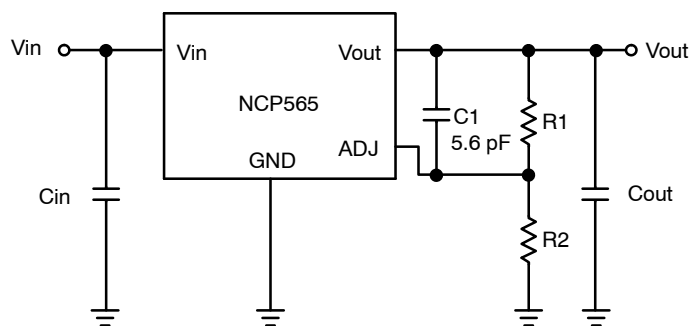 Vin
Vin
Vout
Vout
NCP565
C1
5.6 pF
R1
ADJ
GND
Cin
Cout
R2